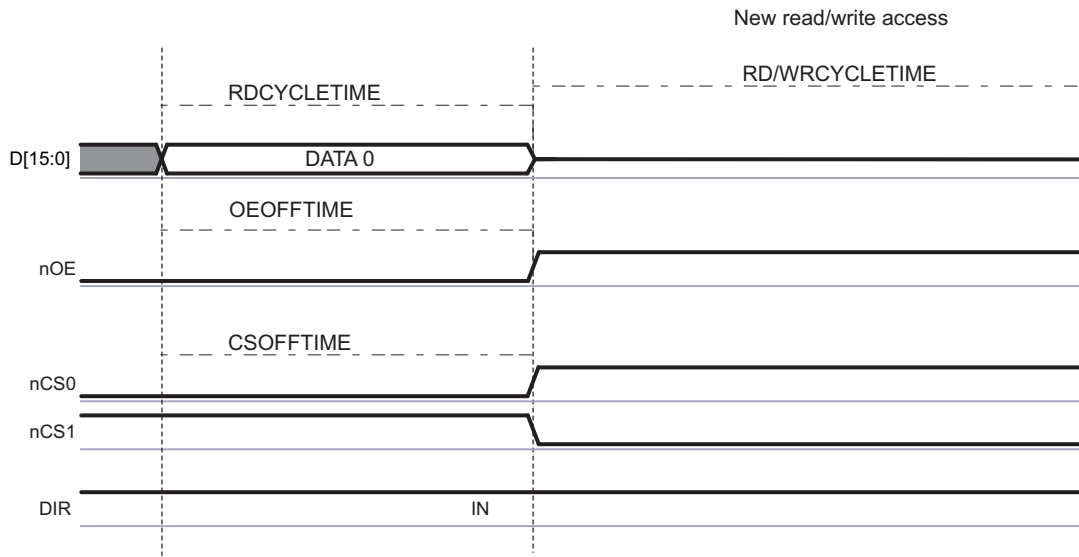 New read/write access
RDCYCLETIME
RD/WRCYCLETIME
D[15:0]
DATA 0
OEOFFTIME
nOE
CSOFFTIME
nCS0
nCS1
DIR
IN